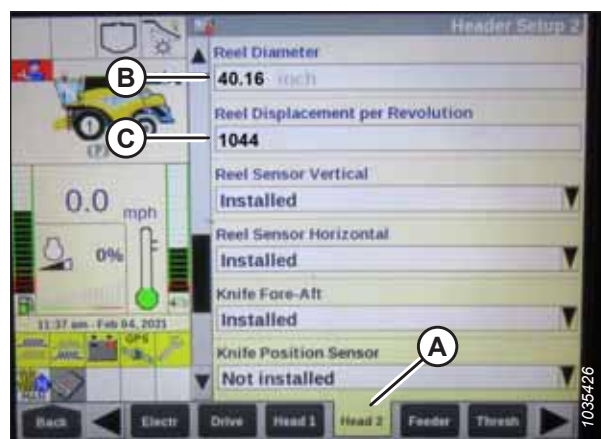 Header Setup 2
Reel Diameter
B
40.16 inch
Reel Displacement per Revolution
C
1044
Reel Sensor Vertical
Installed
0.0 mph
Reel Sensor Horizontal
0%
Installed
Knife Fore-Aft
Installed
11:37 am - Feb 04, 2021
GPS
Knife Position Sensor
A
Not installed
Back
Electr
Drive
Head 1
Head 2
Feeder
Thresh
1035426